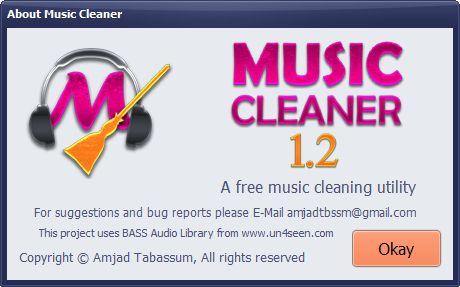 About Music Cleaner
M
MUSIC
CLEANER
1.2
A free music cleaning utility
For suggestions and bug reports please E-Mail amjadtbssm@gmail.com
This project uses BASS Audio Library from www.un4seen.com
Copyright © Amjad Tabassum, All rights reserved
Okay